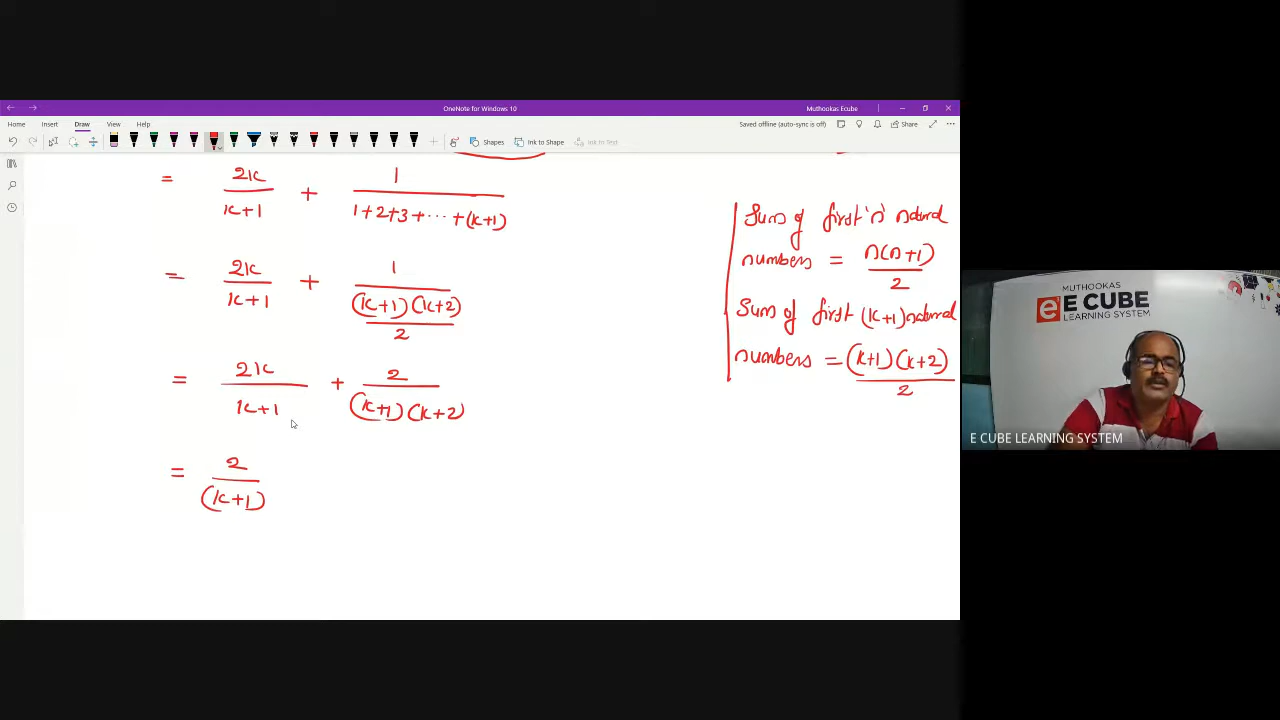 OneNote for Windows 10
Muthookas Ecube
Home Insert Draw View Help
Saved offline (auto-sync is off)
Share
Shapes
Ink to Shape
Ink to Text
= 2k/(k+1) + 1/(1+2+3+⋯+(k+1))
= 2k/(k+1) + 1/((k+1)(k+2)/2)
= 2k/(k+1) + 2/((k+1)(k+2))
= 2/(k+1)
Sum of first 'n' natural
numbers = n(n+1)/2
Sum of first (k+1) natural
numbers = (k+1)(k+2)/2
MUTHOOKAS
e E CUBE
LEARNING SYSTEM
E CUBE LEARNING SYSTEM